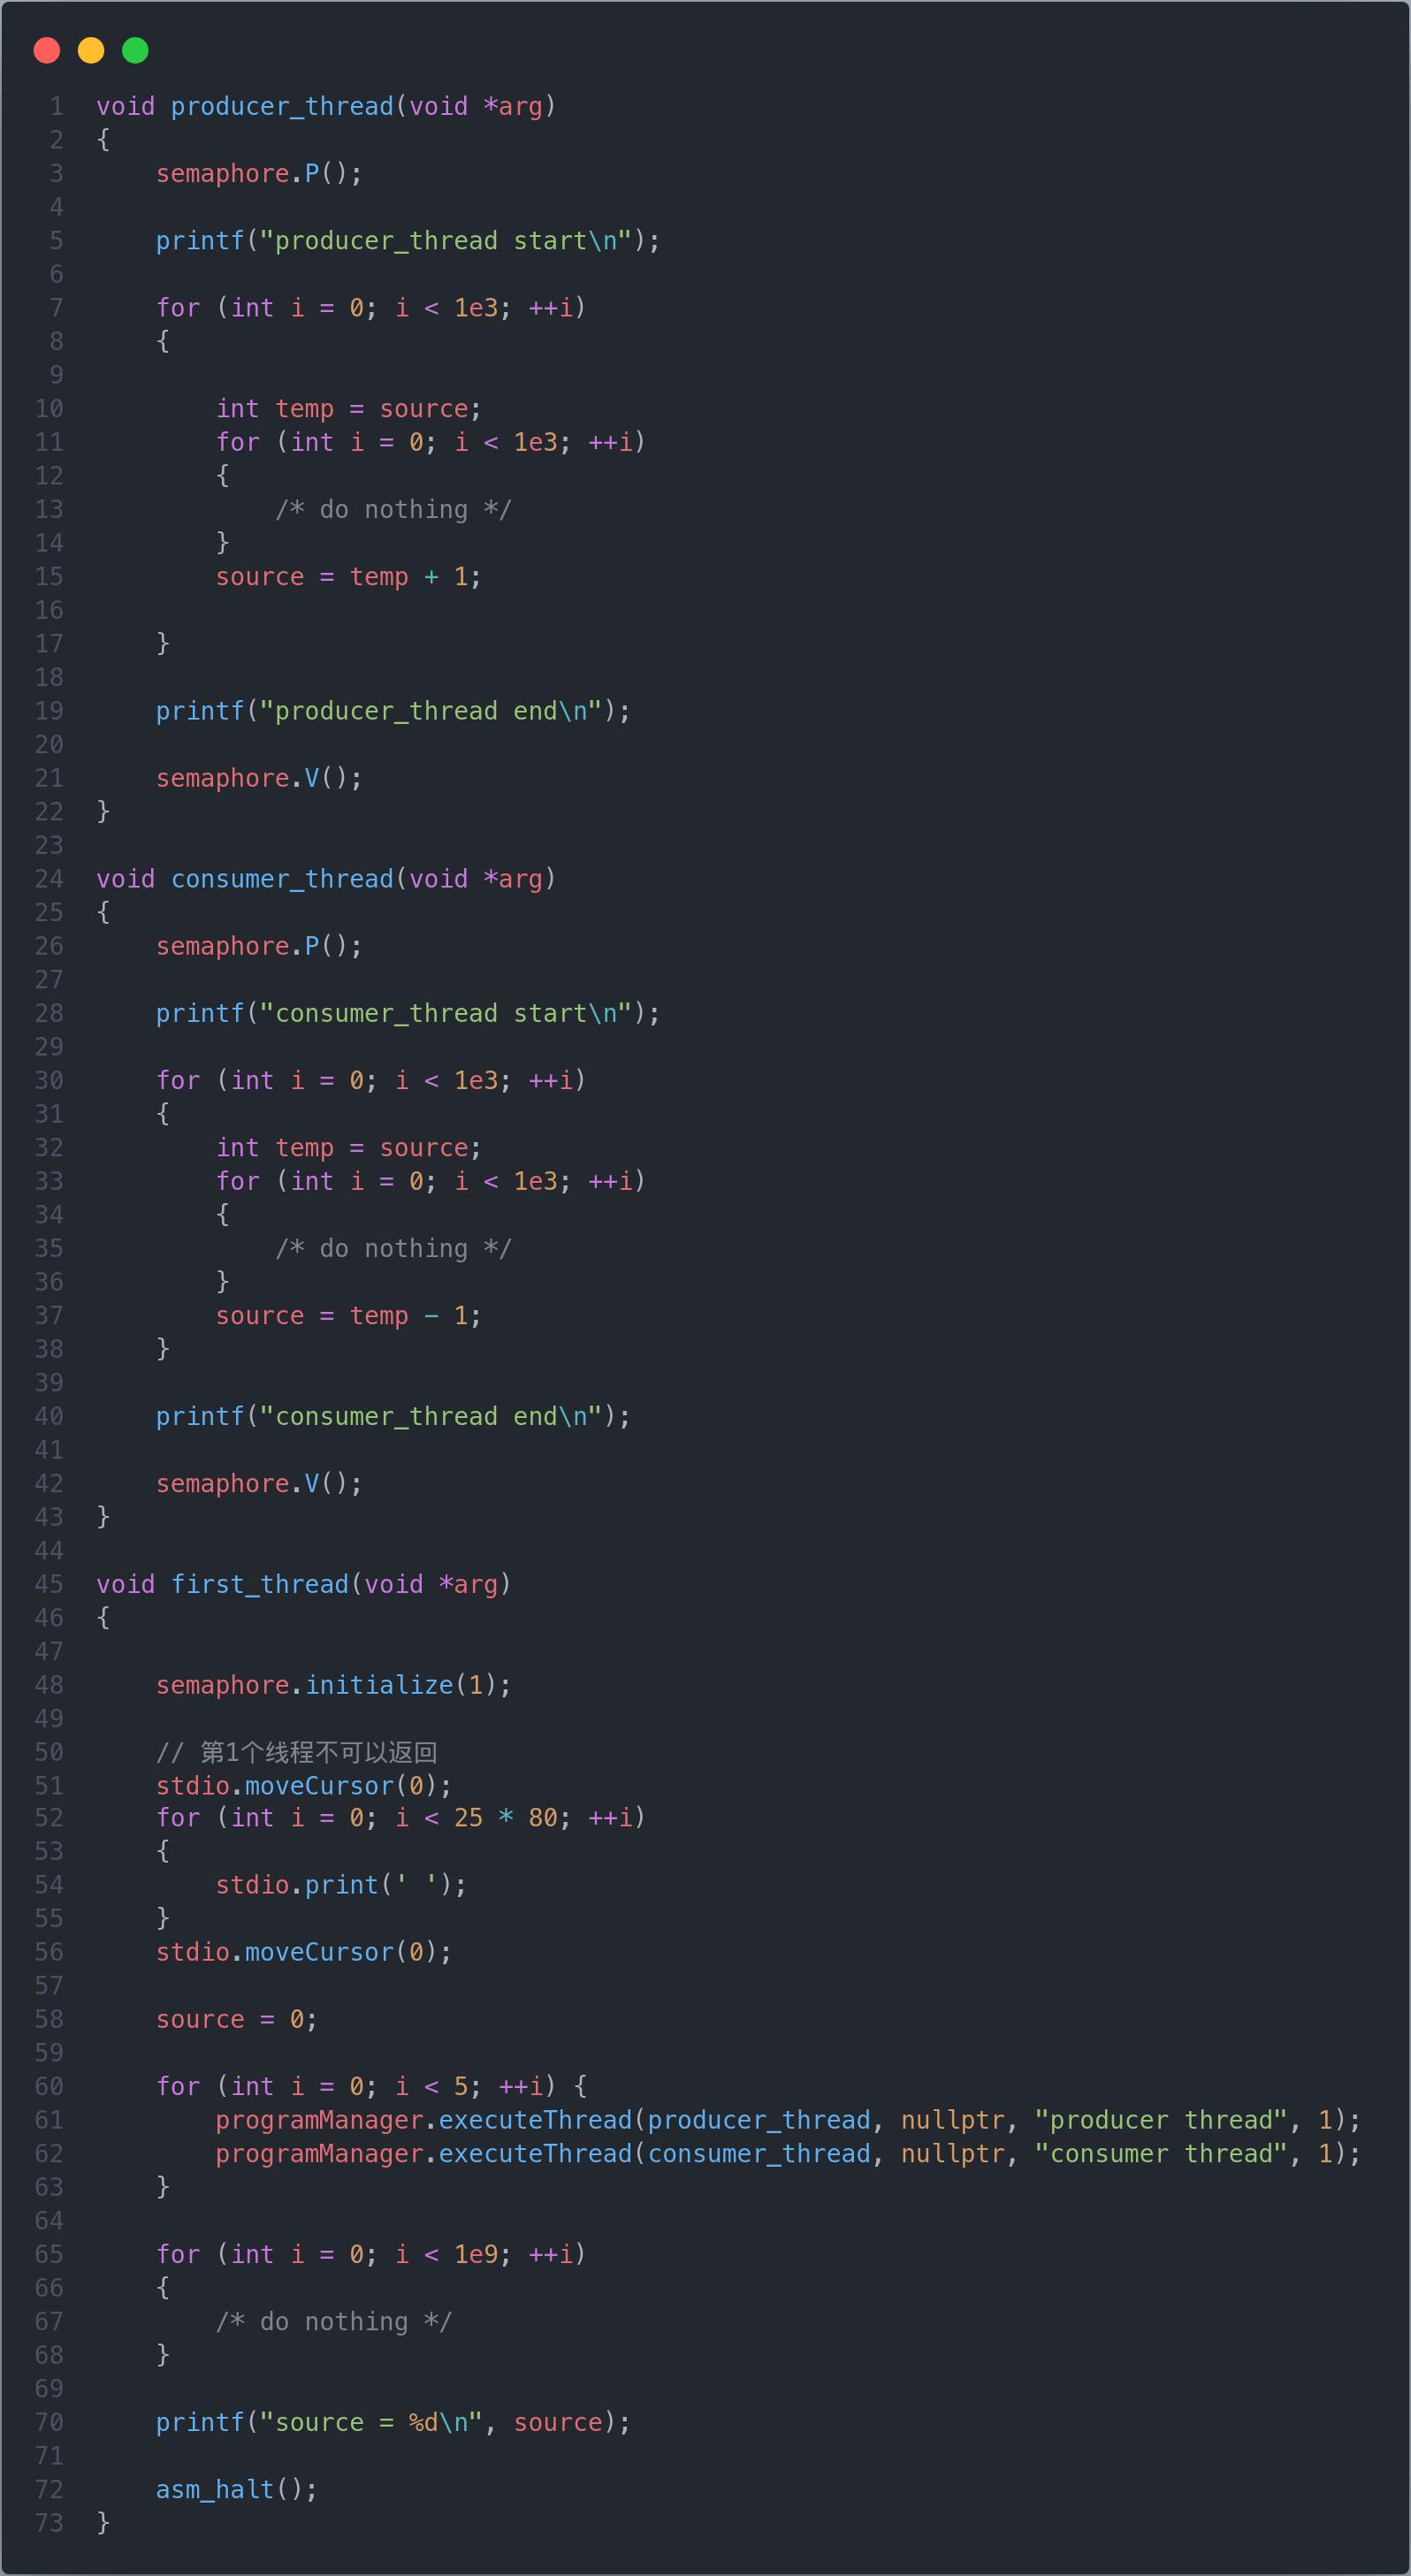 1 void producer_thread(void *arg)
2 {
3     semaphore.P();
4
5     printf("producer_thread start\n");
6
7     for (int i = 0; i < 1e3; ++i)
8     {
9
10         int temp = source;
11         for (int i = 0; i < 1e3; ++i)
12         {
13             /* do nothing */
14         }
15         source = temp + 1;
16
17     }
18
19     printf("producer_thread end\n");
20
21     semaphore.V();
22 }
23
24 void consumer_thread(void *arg)
25 {
26     semaphore.P();
27
28     printf("consumer_thread start\n");
29
30     for (int i = 0; i < 1e3; ++i)
31     {
32         int temp = source;
33         for (int i = 0; i < 1e3; ++i)
34         {
35             /* do nothing */
36         }
37         source = temp - 1;
38     }
39
40     printf("consumer_thread end\n");
41
42     semaphore.V();
43 }
44
45 void first_thread(void *arg)
46 {
47
48     semaphore.initialize(1);
49
50     // 第1个线程不可以返回
51     stdio.moveCursor(0);
52     for (int i = 0; i < 25 * 80; ++i)
53     {
54         stdio.print(' ');
55     }
56     stdio.moveCursor(0);
57
58     source = 0;
59
60     for (int i = 0; i < 5; ++i) {
61         programManager.executeThread(producer_thread, nullptr, "producer thread", 1);
62         programManager.executeThread(consumer_thread, nullptr, "consumer thread", 1);
63     }
64
65     for (int i = 0; i < 1e9; ++i)
66     {
67         /* do nothing */
68     }
69
70     printf("source = %d\n", source);
71
72     asm_halt();
73 }